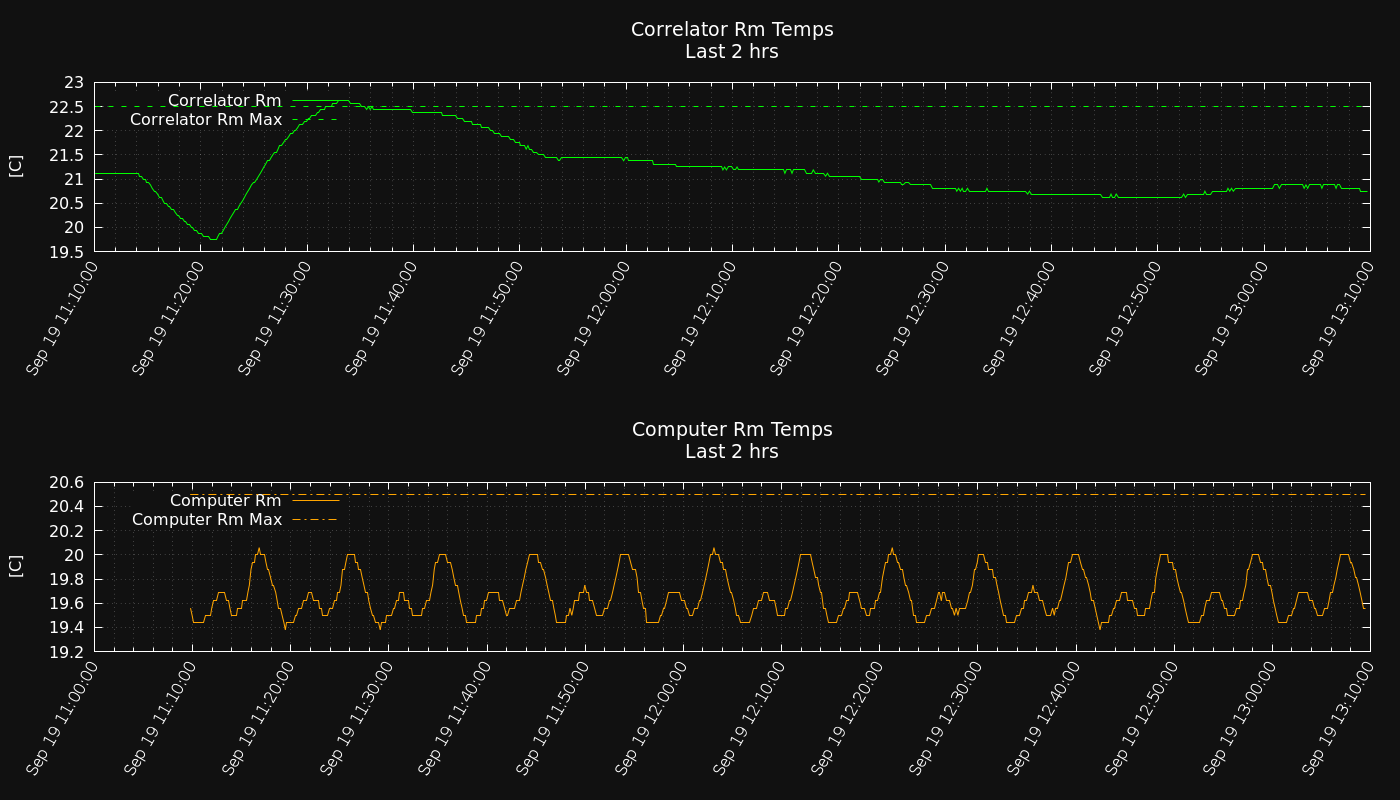 Correlator Rm Temps
Last 2 hrs
23
22.5
22
21.5
21
20.5
20
19.5
[C]
Correlator Rm
Correlator Rm Max
Sep 19 11:10:00
Sep 19 11:20:00
Sep 19 11:30:00
Sep 19 11:40:00
Sep 19 11:50:00
Sep 19 12:00:00
Sep 19 12:10:00
Sep 19 12:20:00
Sep 19 12:30:00
Sep 19 12:40:00
Sep 19 12:50:00
Sep 19 13:00:00
Sep 19 13:10:00
Computer Rm Temps
Last 2 hrs
20.6
20.4
20.2
20
19.8
19.6
19.4
19.2
[C]
Computer Rm
Computer Rm Max
Sep 19 11:00:00
Sep 19 11:10:00
Sep 19 11:20:00
Sep 19 11:30:00
Sep 19 11:40:00
Sep 19 11:50:00
Sep 19 12:00:00
Sep 19 12:10:00
Sep 19 12:20:00
Sep 19 12:30:00
Sep 19 12:40:00
Sep 19 12:50:00
Sep 19 13:00:00
Sep 19 13:10:00